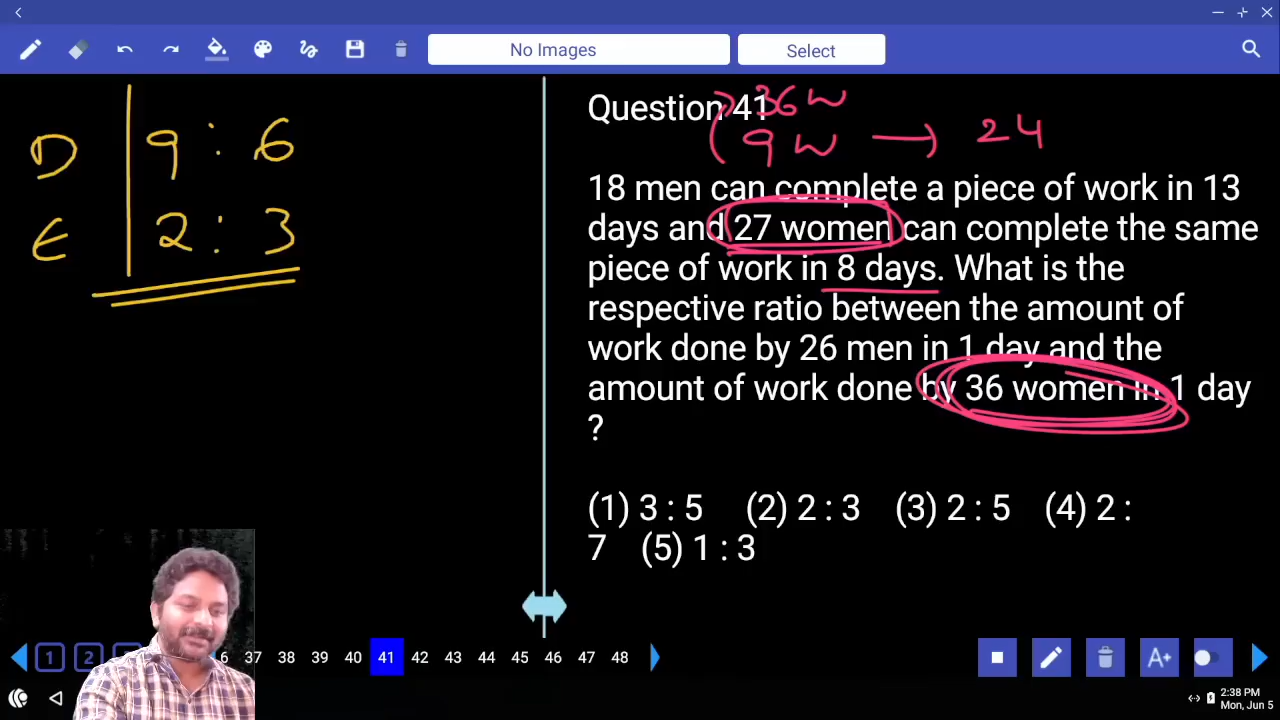 No Images
Select
D 9 : 6
E 2 : 3
Question 41
36 w
9 w → 24
18 men can complete a piece of work in 13
days and 27 women can complete the same
piece of work in 8 days. What is the
respective ratio between the amount of
work done by 26 men in 1 day and the
amount of work done by 36 women in 1 day
?
(1) 3 : 5 (2) 2 : 3 (3) 2 : 5 (4) 2 :
7 (5) 1 : 3
1 2 6 37 38 39 40 41 42 43 44 45 46 47 48
A+
2:38 PM
Mon, Jun 5